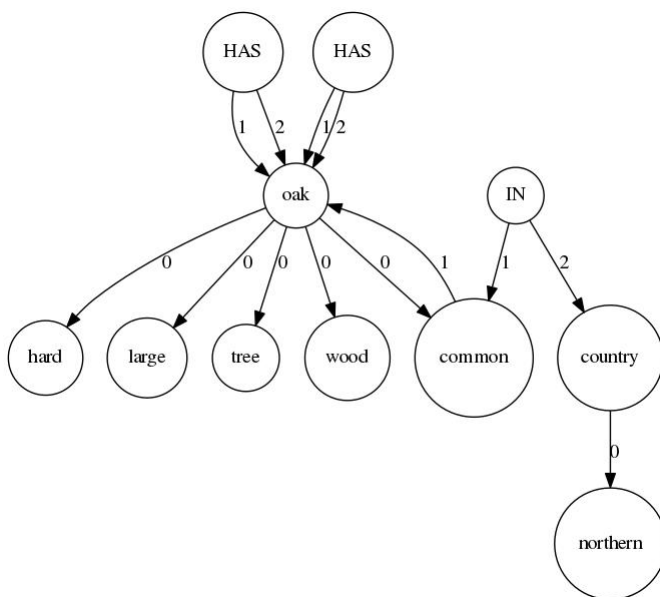 HAS HAS
1 2 1 2
oak IN
0 0 0 0 0 1 1 2
hard large tree wood common country
0
northern